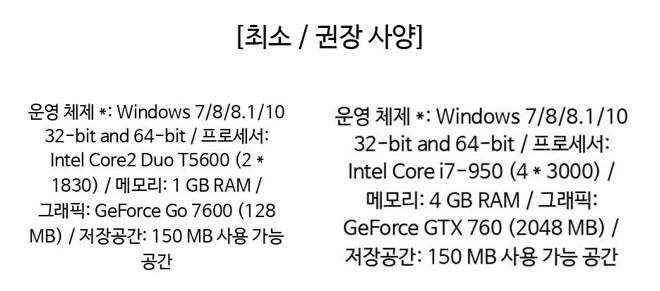 [최소 / 권장 사양]
운영 체제 *: Windows 7/8/8.1/10
32-bit and 64-bit / 프로세서:
Intel Core2 Duo T5600 (2 *
1830) / 메모리: 1 GB RAM /
그래픽: GeForce Go 7600 (128
MB) / 저장공간: 150 MB 사용 가능
공간
운영 체제 *: Windows 7/8/8.1/10
32-bit and 64-bit / 프로세서:
Intel Core i7-950 (4 * 3000) /
메모리: 4 GB RAM / 그래픽:
GeForce GTX 760 (2048 MB) /
저장공간: 150 MB 사용 가능 공간